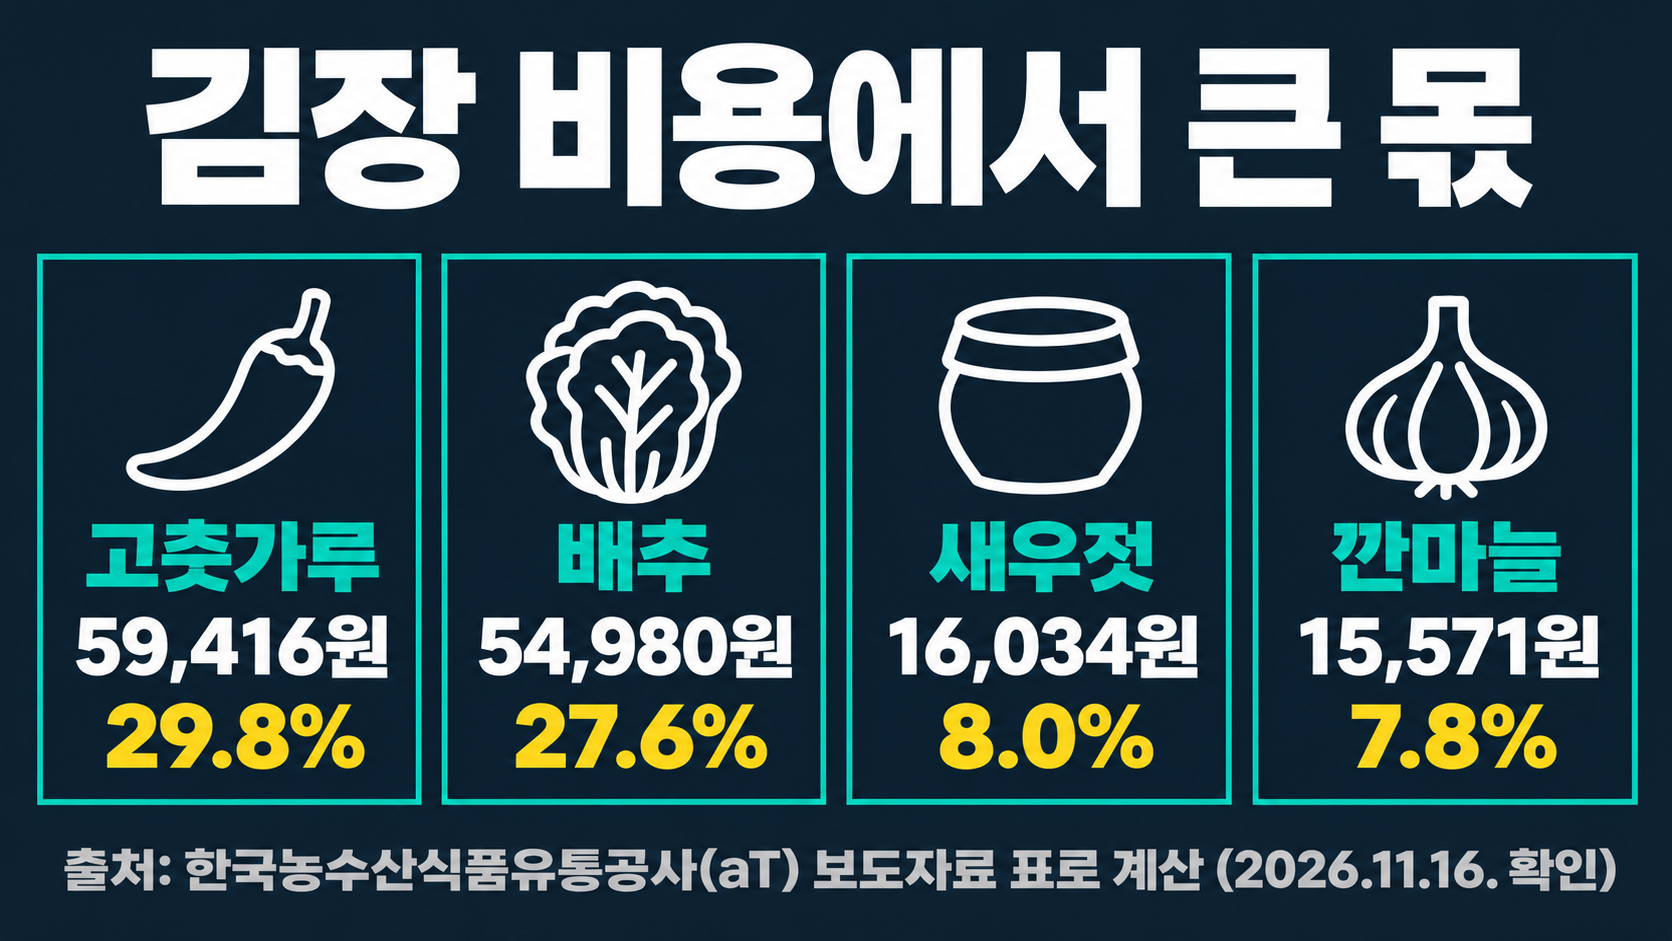 김장 비용에서 큰 몫
고춧가루
59,416원
29.8%
배추
54,980원
27.6%
새우젓
16,034원
8.0%
깐마늘
15,571원
7.8%
출처: 한국농수산식품유통공사(aT) 보도자료 표로 계산 (2026.11.16. 확인)